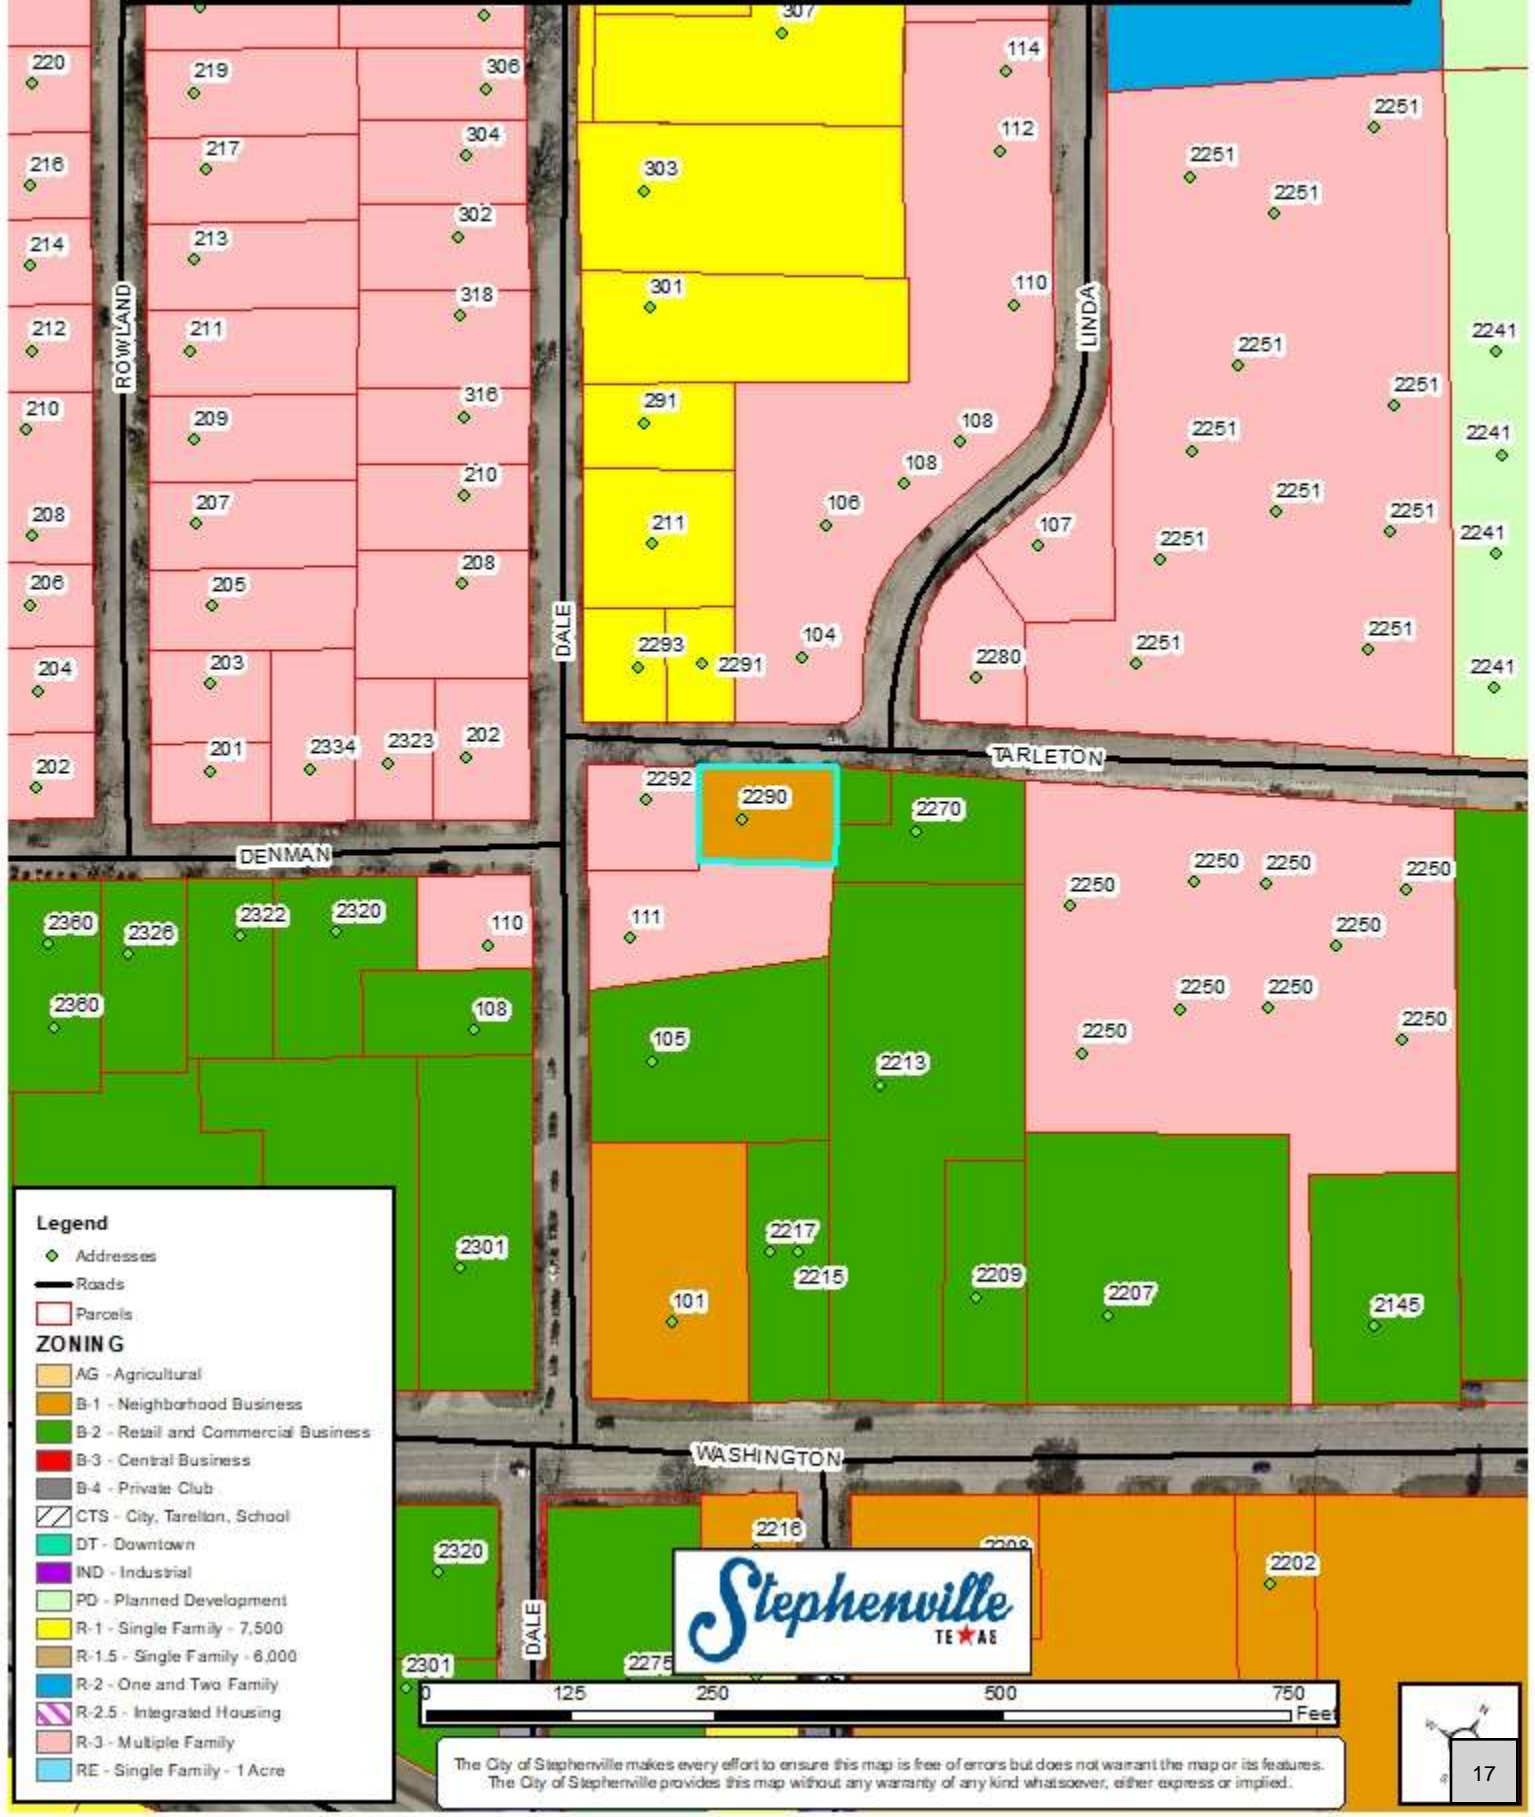 307
114
220
219
306
2251
304
112
217
2251
216
303
2251
302
214
213
301
318
110
LINDA
212
211
2241
ROWLAND
2251
316
291
2251
210
209
108
2251
2241
108
210
2251
106
208
207
211
107
2251
2251
2241
206
205
208
DALE
2293
2291
104
2280
2251
2251
2241
204
203
202
201
2334
2323
202
TARLETON
2292
2290
2270
DENMAN
2250
2250
2250
2250
2360
2326
2322
2320
110
111
2250
2360
108
105
2213
2250
2250
2250
2250
2301
2217
2215
101
2209
2207
2145
Legend
Addresses
Roads
Parcels
ZONING
AG - Agricultural
B-1 - Neighborhood Business
B-2 - Retail and Commercial Business
B-3 - Central Business
B-4 - Private Club
CTS - City, Tarelton, School
DT - Downtown
IND - Industrial
PD - Planned Development
R-1 - Single Family - 7,500
R-1.5 - Single Family - 6,000
R-2 - One and Two Family
R-2.5 - Integrated Housing
R-3 - Multiple Family
RE - Single Family - 1 Acre
WASHINGTON
2216
2320
2202
DALE
Stephenville
TEXAS
2301
2275
0 125 250 500 750
Feet
The City of Stephenville makes every effort to ensure this map is free of errors but does not warrant the map or its features.
The City of Stephenville provides this map without any warranty of any kind whatsoever, either express or implied.
N
17